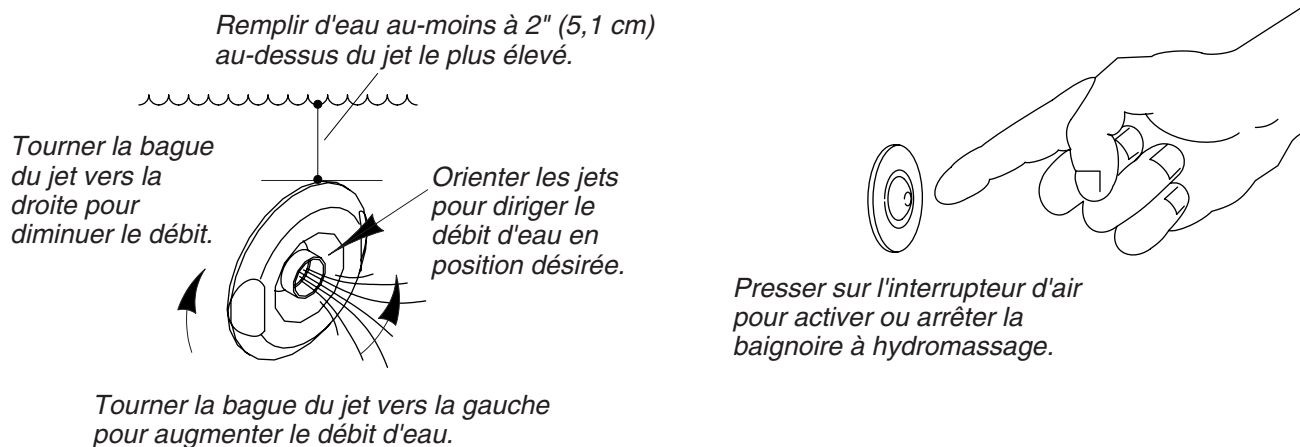 Remplir d'eau au-moins à 2" (5,1 cm)
au-dessus du jet le plus élevé.
Tourner la bague
du jet vers la
droite pour
diminuer le débit.
Orienter les jets
pour diriger le
débit d'eau en
position désirée.
Tourner la bague du jet vers la gauche
pour augmenter le débit d'eau.
Presser sur l'interrupteur d'air
pour activer ou arrêter la
baignoire à hydromassage.